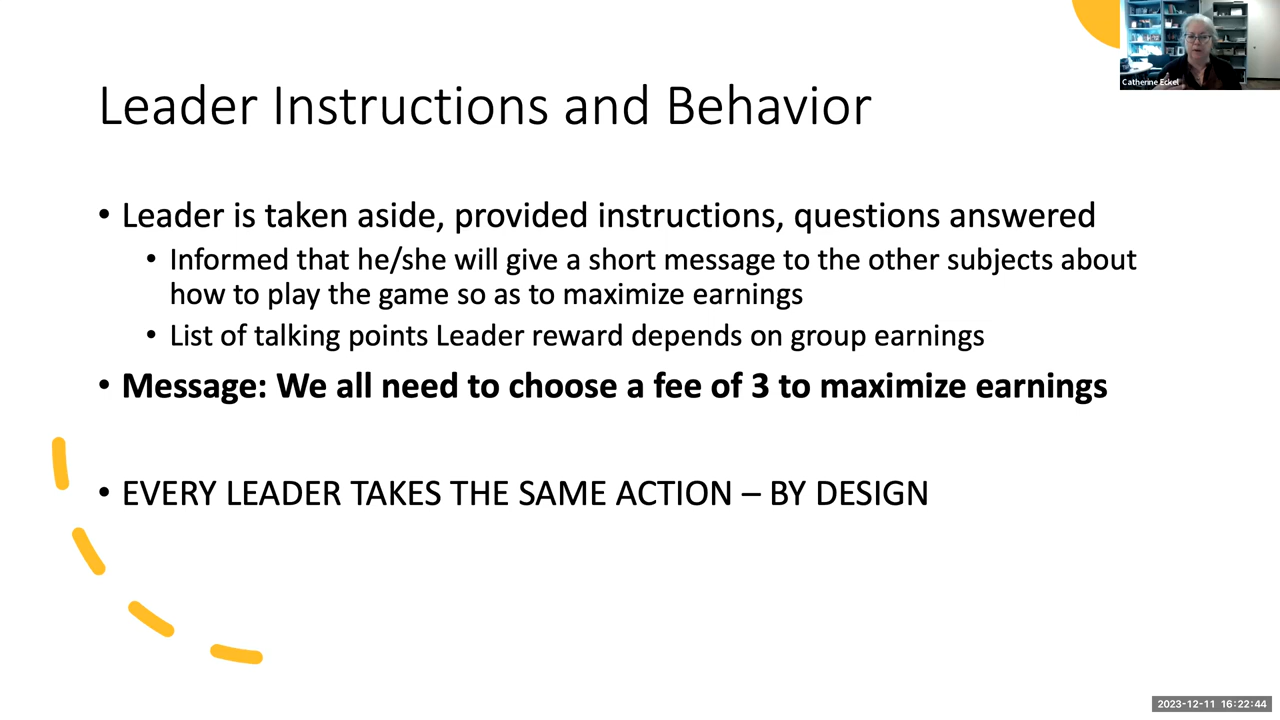 Catherine Eckel
Leader Instructions and Behavior
• Leader is taken aside, provided instructions, questions answered
• Informed that he/she will give a short message to the other subjects about
how to play the game so as to maximize earnings
• List of talking points Leader reward depends on group earnings
• Message: We all need to choose a fee of 3 to maximize earnings
• EVERY LEADER TAKES THE SAME ACTION – BY DESIGN
2023-12-11 16:22:44